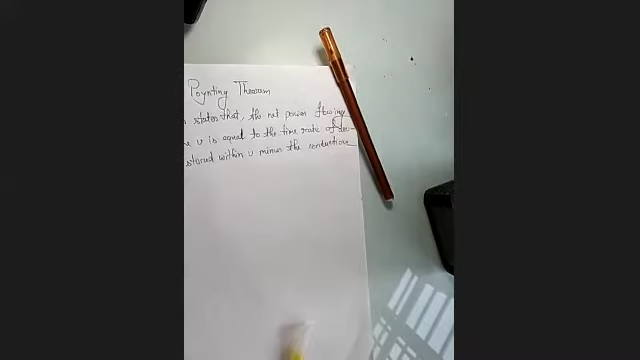 Poynting Theorem
states that, the net power flowing
v is equal to the time rate of de-
stored within v minus the conduction